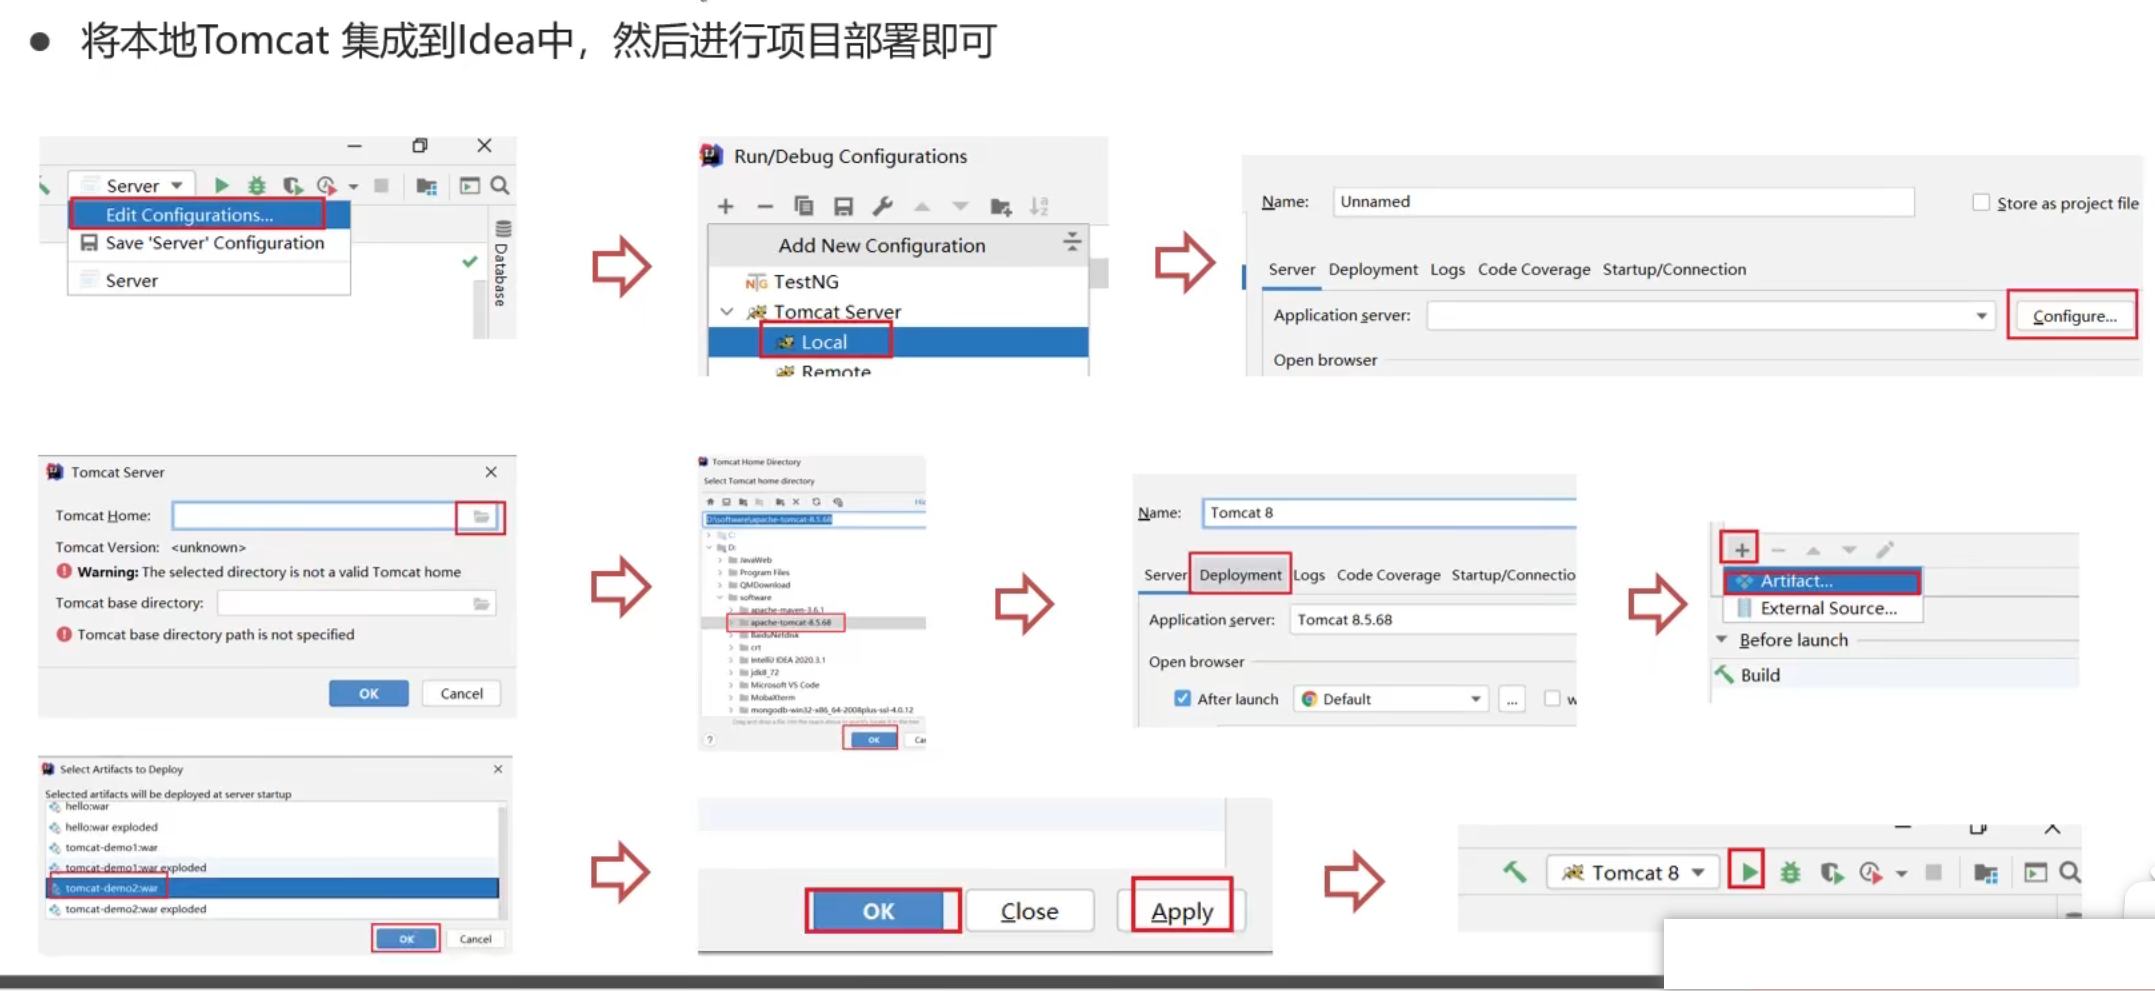 ● 将本地Tomcat 集成到Idea中，然后进行项目部署即可
Server
Edit Configurations...
Save 'Server' Configuration
Server
Database
Run/Debug Configurations
Add New Configuration
TestNG
Tomcat Server
Local
Remote
Name: Unnamed
Store as project file
Server Deployment Logs Code Coverage Startup/Connection
Application server:
Configure...
Open browser
Tomcat Server
Tomcat Home:
Tomcat Version: <unknown>
Warning: The selected directory is not a valid Tomcat home
Tomcat base directory:
Tomcat base directory path is not specified
OK Cancel
Tomcat Home Directory
Select Tomcat home directory
D:\software\apache-tomcat-8.5.68
C:
D:
JavaWeb
Program Files
QMDownload
software
apache-maven-3.6.1
apache-tomcat-8.5.68
BaiduNetdisk
crt
IntelliJ IDEA 2020.3.1
jdk8_72
Microsoft VS Code
MobaXterm
mongodb-win32-x86_64-2008plus-ssl-4.0.12
? OK
Name: Tomcat 8
Server Deployment Logs Code Coverage Startup/Connectio
Application server: Tomcat 8.5.68
Open browser
After launch Default ... w
Artifact...
External Source...
Before launch
Build
Select Artifacts to Deploy
Selected artifacts will be deployed at server startup
hello:war
hello:war exploded
tomcat-demo1:war
tomcat-demo1:war exploded
tomcat-demo2:war
tomcat-demo2:war exploded
OK Cancel
OK Close Apply
Tomcat 8